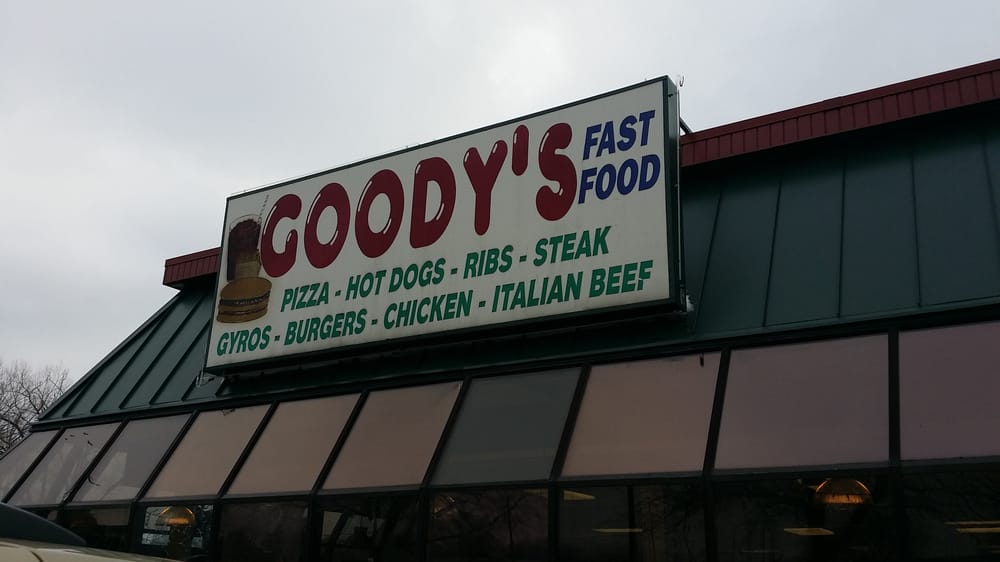 GOODY'S
FAST
FOOD
PIZZA - HOT DOGS - RIBS - STEAK
GYROS - BURGERS - CHICKEN - ITALIAN BEEF